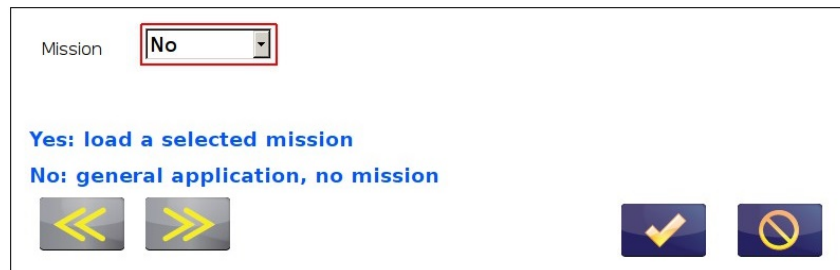 Mission No
Yes: load a selected mission
No: general application, no mission